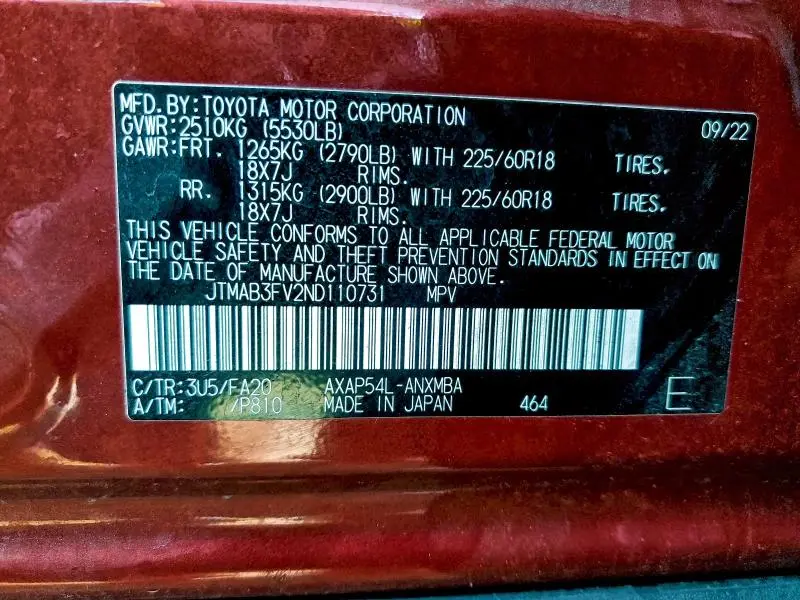 MFD.BY:TOYOTA MOTOR CORPORATION 09/22
GVWR:2510KG (5530LB)
GAWR:FRT. 1265KG (2790LB) WITH 225/60R18 TIRES.
18X7J RIMS.
RR. 1315KG (2900LB) WITH 225/60R18 TIRES.
18X7J RIMS.
THIS VEHICLE CONFORMS TO ALL APPLICABLE FEDERAL MOTOR
VEHICLE SAFETY AND THEFT PREVENTION STANDARDS IN EFFECT ON
THE DATE OF MANUFACTURE SHOWN ABOVE.
JTMAB3FV2ND110731 MPV
C/TR:3U5/FA20 AXAP54L-ANXMBA
A/TM: /P810 MADE IN JAPAN 464 E